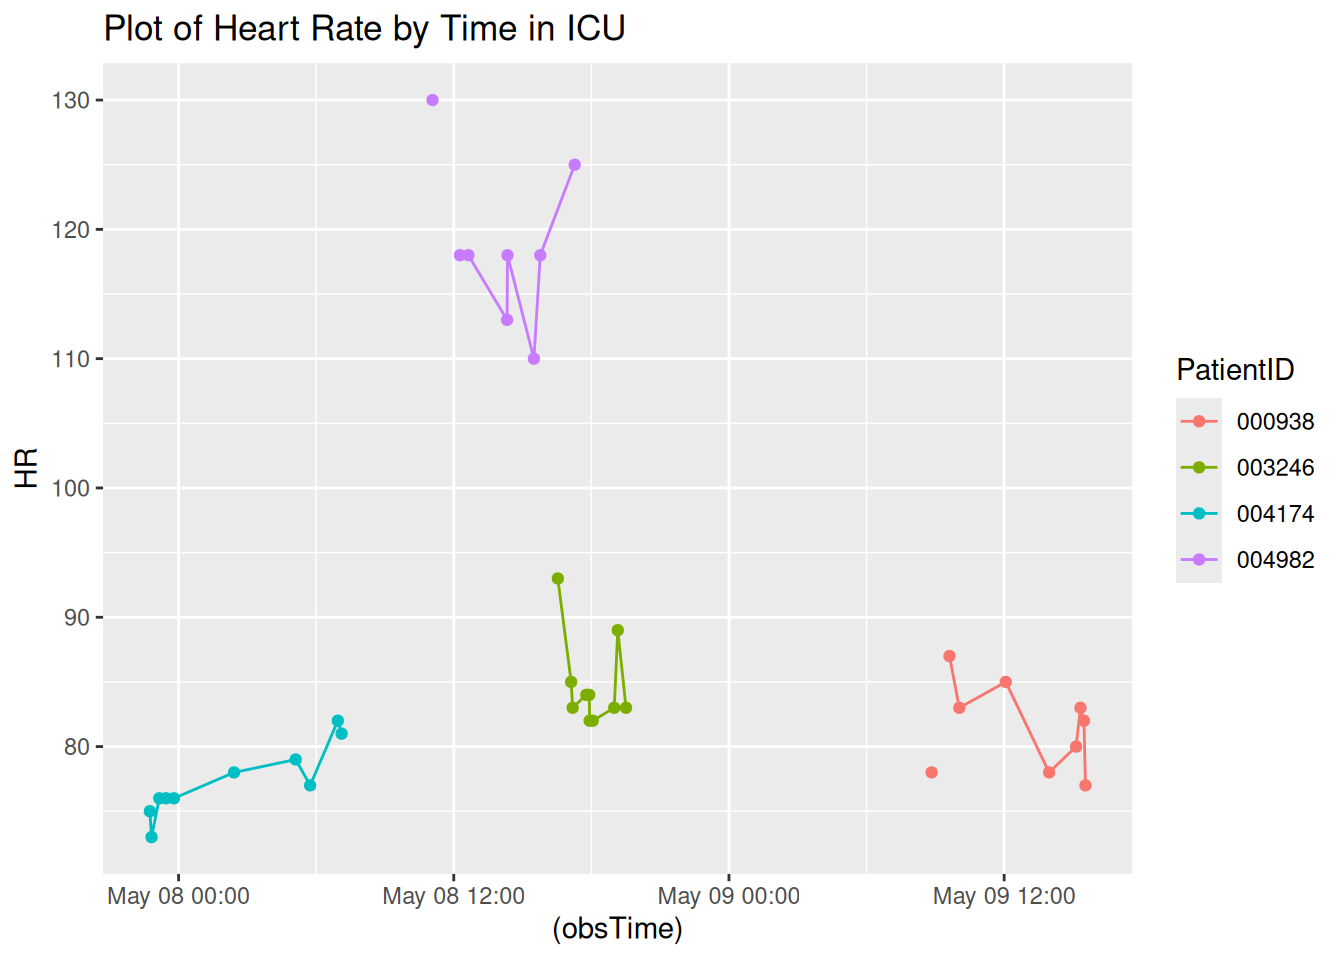 Plot of Heart Rate by Time in ICU
130
120
110
100
90
80
HR
May 08 00:00
May 08 12:00
May 09 00:00
May 09 12:00
(obsTime)
PatientID
000938
003246
004174
004982